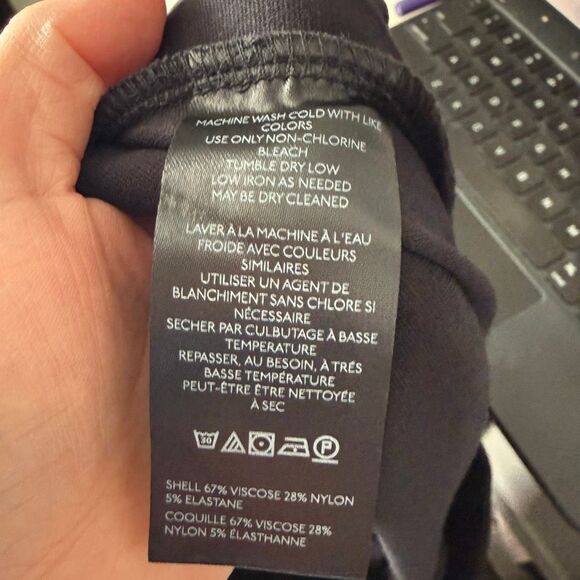 MACHINE WASH COLD WITH LIKE
COLORS
USE ONLY NON-CHLORINE
BLEACH
TUMBLE DRY LOW
LOW IRON AS NEEDED
MAY BE DRY CLEANED
LAVER À LA MACHINE À L'EAU
FROIDE AVEC COULEURS
SIMILAIRES
UTILISER UN AGENT DE
BLANCHIMENT SANS CHLORE SI
NÉCESSAIRE
SECHER PAR CULBUTAGE À BASSE
TEMPERATURE
REPASSER, AU BESOIN, À TRÉS
BASSE TEMPÉRATURE
PEUT-ÊTRE ÊTRE NETTOYÉE
À SEC
30 P
SHELL 67% VISCOSE 28% NYLON
5% ELASTANE
COQUILLE 67% VISCOSE 28%
NYLON 5% ÉLASTHANNE